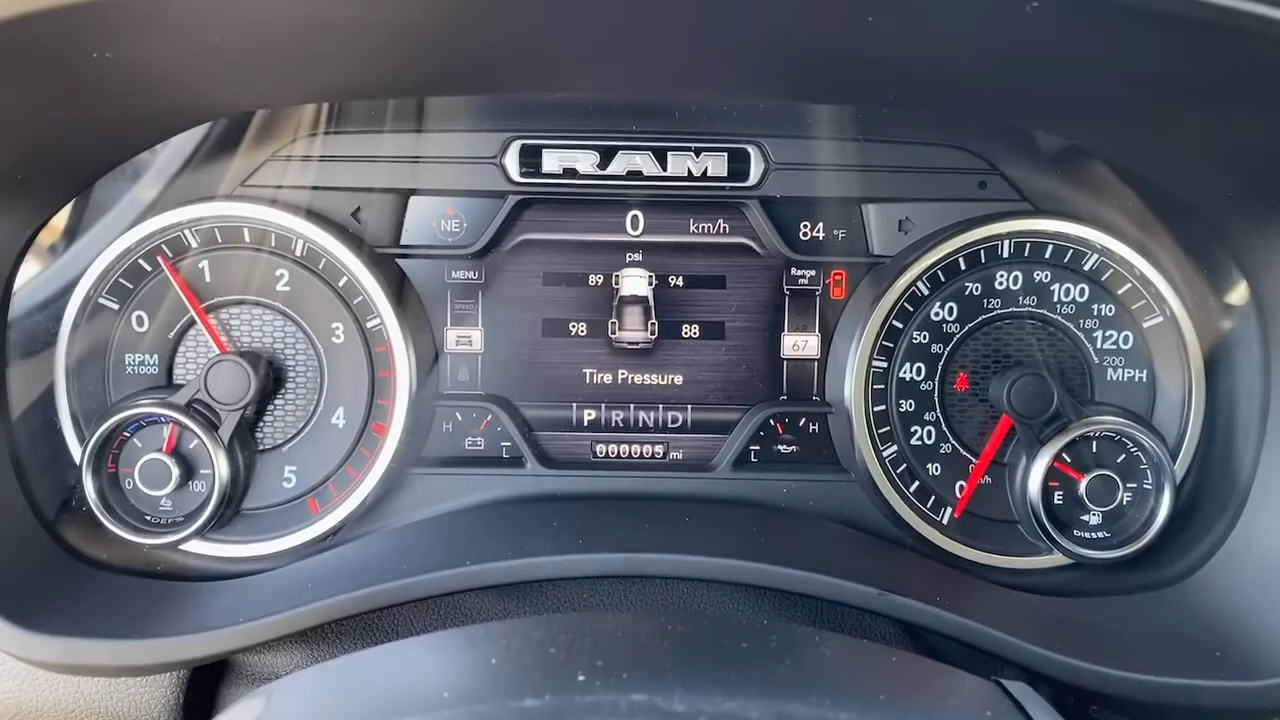 RAM
NE
0 km/h
84 °F
psi
89 94
98 88
Tire Pressure
MENU
SPEED
Range
mi
67
P R N D
000005 mi
H L
L H
0 1 2 3 4 5
RPM
X1000
0 100
DEF%
0 10 20 30 40 50 60 70 80 90 100 110 120
MPH
20 40 60 80 100 120 140 160 180 200
E F
DIESEL